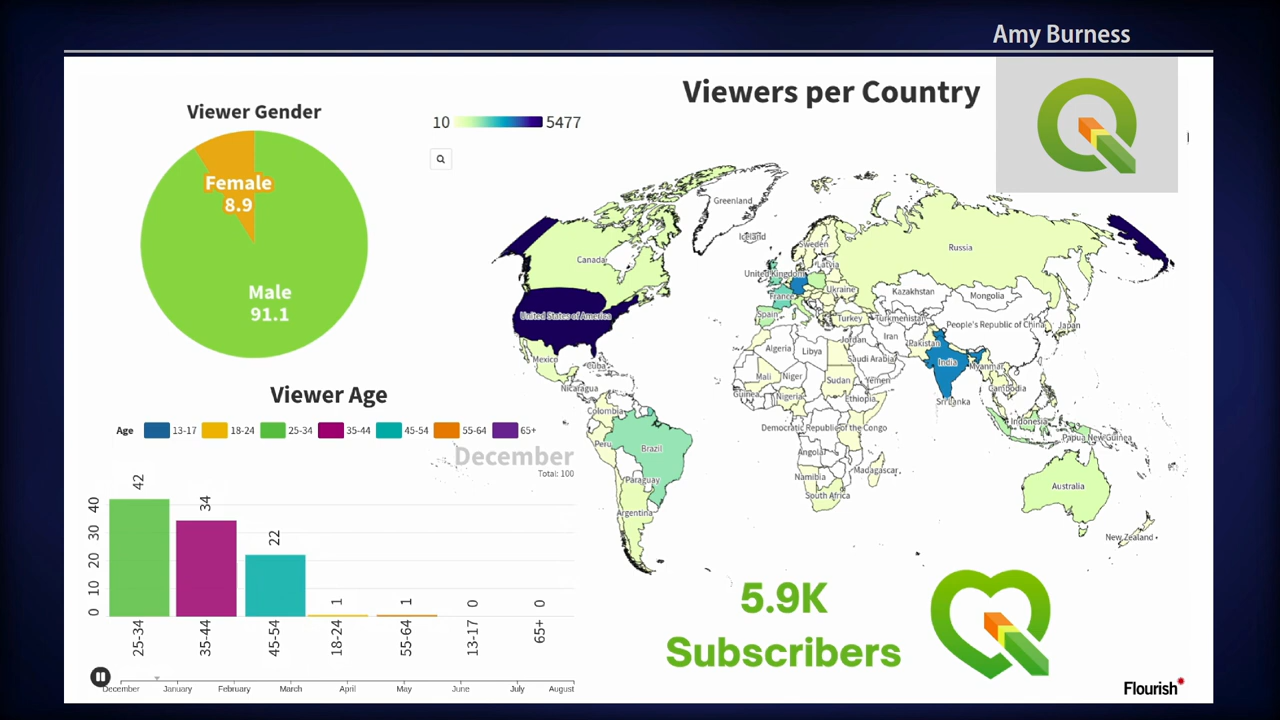 Amy Burness
Viewers per Country
Viewer Gender
10 5477
Female
8.9
Male
91.1
Greenland
Iceland
Sweden
Russia
Canada
Latvia
United Kingdom
Ukraine
Kazakhstan
Mongolia
France
Spain
United States of America
Turkey
Turkmenistan
People's Republic of China
Japan
Jordan
Iran
Pakistan
Algeria
Libya
Saudi Arabia
Mexico
Cuba
India
Myanmar
Mali
Niger
Sudan
Yemen
Cambodia
Nicaragua
Guinea
Nigeria
Ethiopia
Sri Lanka
Colombia
Democratic Republic of the Congo
Indonesia
Papua New Guinea
Peru
Brazil
Angola
Madagascar
Paraguay
Namibia
South Africa
Australia
Argentina
New Zealand
Viewer Age
Age 13-17 18-24 25-34 35-44 45-54 55-64 65+
December
Total: 100
40
30
20
10
0
42
34
22
1
1
0
0
25-34
35-44
45-54
18-24
55-64
13-17
65+
December January February March April May June July August
5.9K
Subscribers
Flourish